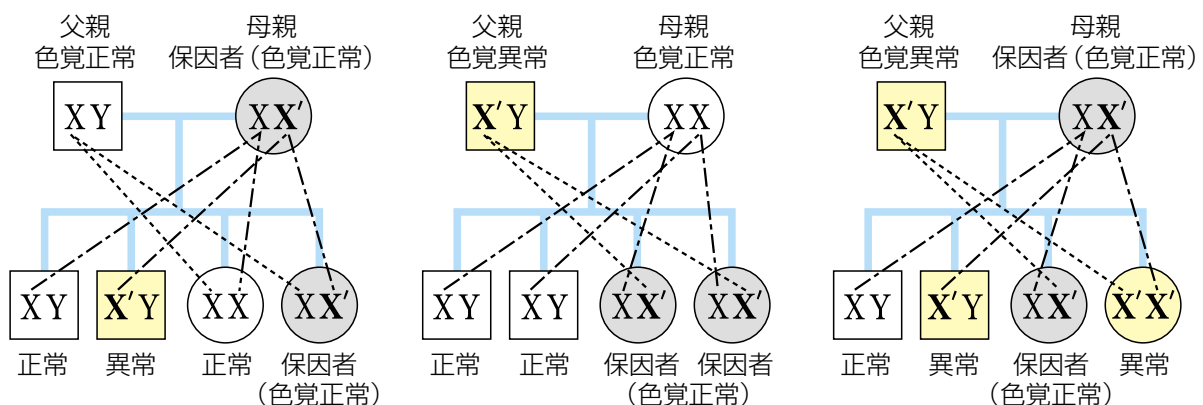 父親
色覚正常
母親
保因者（色覚正常）
XY
XX′
XY
X′Y
XX
XX′
正常
異常
正常
保因者
（色覚正常）
父親
色覚異常
母親
色覚正常
X′Y
XX
XY
XY
XX′
XX′
正常
正常
保因者
保因者
（色覚正常）
父親
色覚異常
母親
保因者（色覚正常）
X′Y
XX′
XY
X′Y
XX′
X′X′
正常
異常
保因者
（色覚正常）
異常